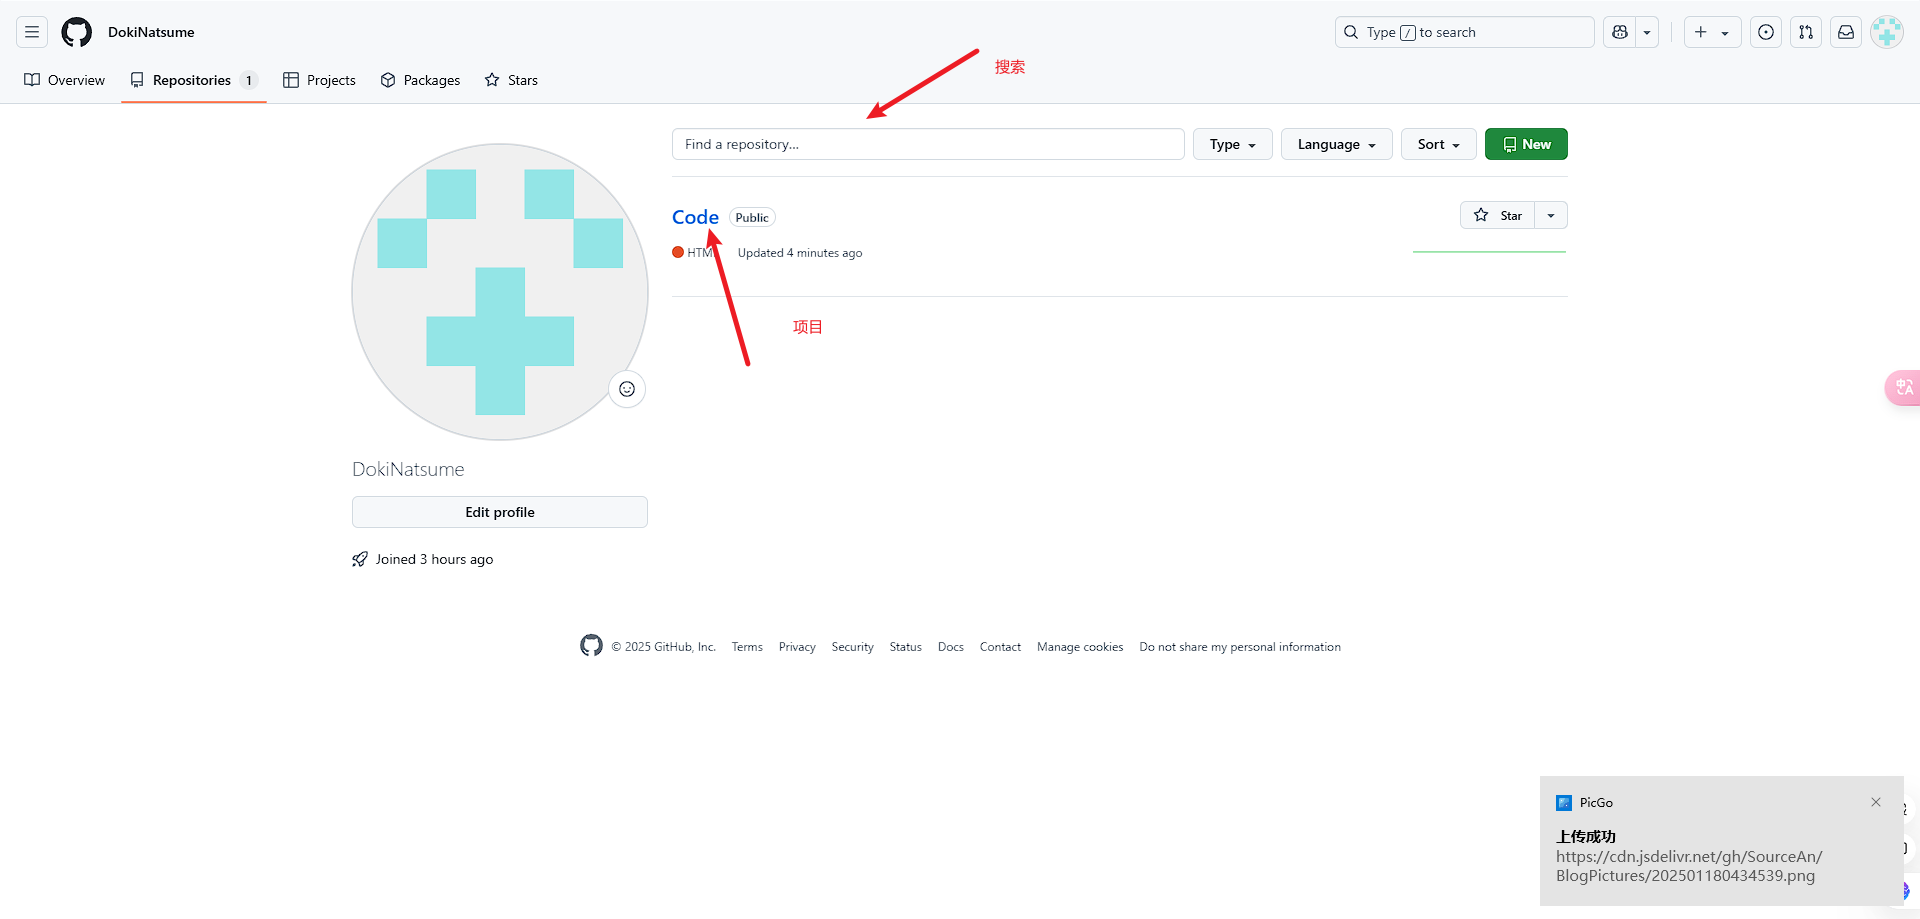 DokiNatsume
Type / to search
Overview
Repositories 1
Projects
Packages
Stars
搜索
Find a repository...
Type
Language
Sort
New
Code
Public
Star
HTM
Updated 4 minutes ago
项目
DokiNatsume
Edit profile
Joined 3 hours ago
© 2025 GitHub, Inc.
Terms
Privacy
Security
Status
Docs
Contact
Manage cookies
Do not share my personal information
PicGo
上传成功
https://cdn.jsdelivr.net/gh/SourceAn/
BlogPictures/202501180434539.png